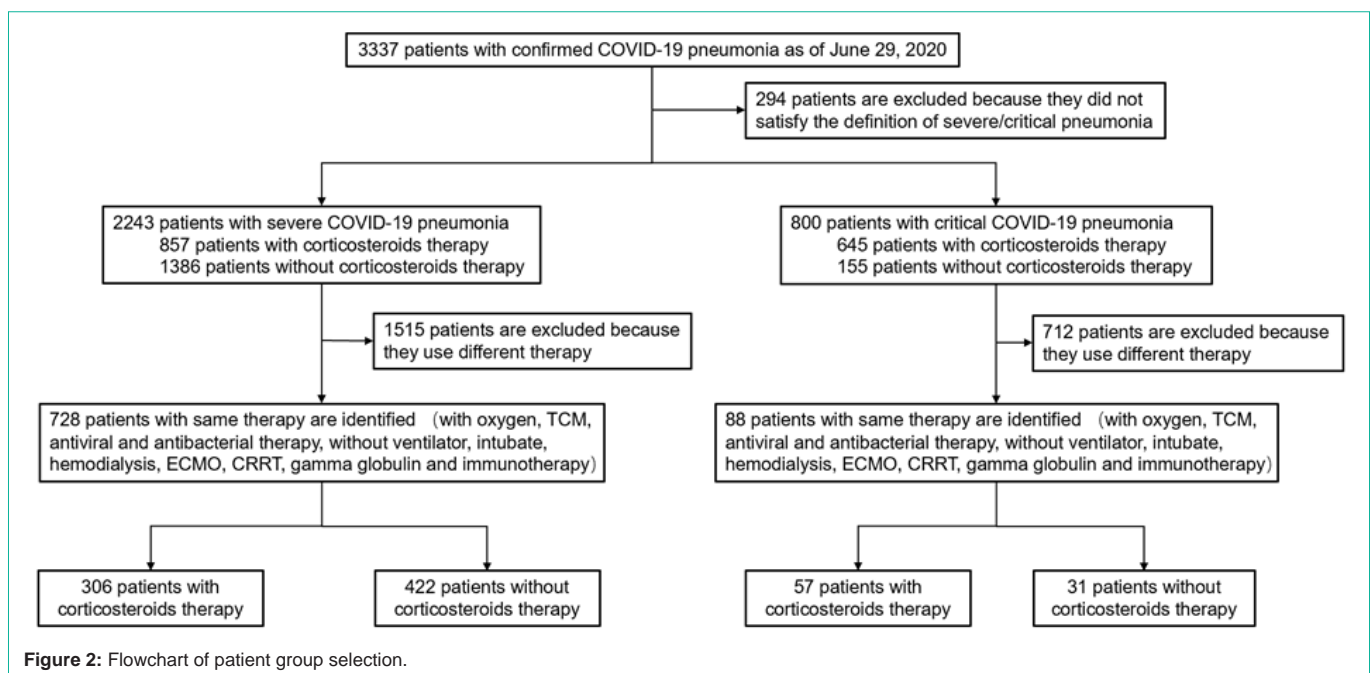 3337 patients with confirmed COVID-19 pneumonia as of June 29, 2020
294 patients are excluded because they did not
satisfy the definition of severe/critical pneumonia
2243 patients with severe COVID-19 pneumonia
857 patients with corticosteroids therapy
1386 patients without corticosteroids therapy
800 patients with critical COVID-19 pneumonia
645 patients with corticosteroids therapy
155 patients without corticosteroids therapy
1515 patients are excluded because
they use different therapy
712 patients are excluded because
they use different therapy
728 patients with same therapy are identified （with oxygen, TCM,
antiviral and antibacterial therapy, without ventilator, intubate,
hemodialysis, ECMO, CRRT, gamma globulin and immunotherapy）
88 patients with same therapy are identified （with oxygen, TCM,
antiviral and antibacterial therapy, without ventilator, intubate,
hemodialysis, ECMO, CRRT, gamma globulin and immunotherapy）
306 patients with
corticosteroids therapy
422 patients without
corticosteroids therapy
57 patients with
corticosteroids therapy
31 patients without
corticosteroids therapy
Figure 2: Flowchart of patient group selection.